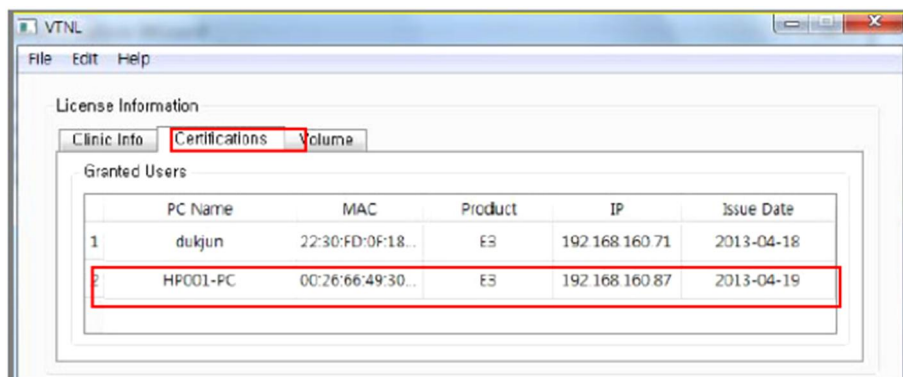 VTNL
File Edit Help
License Information
Clinic Info Certifications Volume
Granted Users
PC Name MAC Product IP Issue Date
1 dukjun 22:30:FD:0F:18... E3 192.168.160.71 2013-04-18
2 HP001-PC 00:26:66:49:30... E3 192.168.160.87 2013-04-19